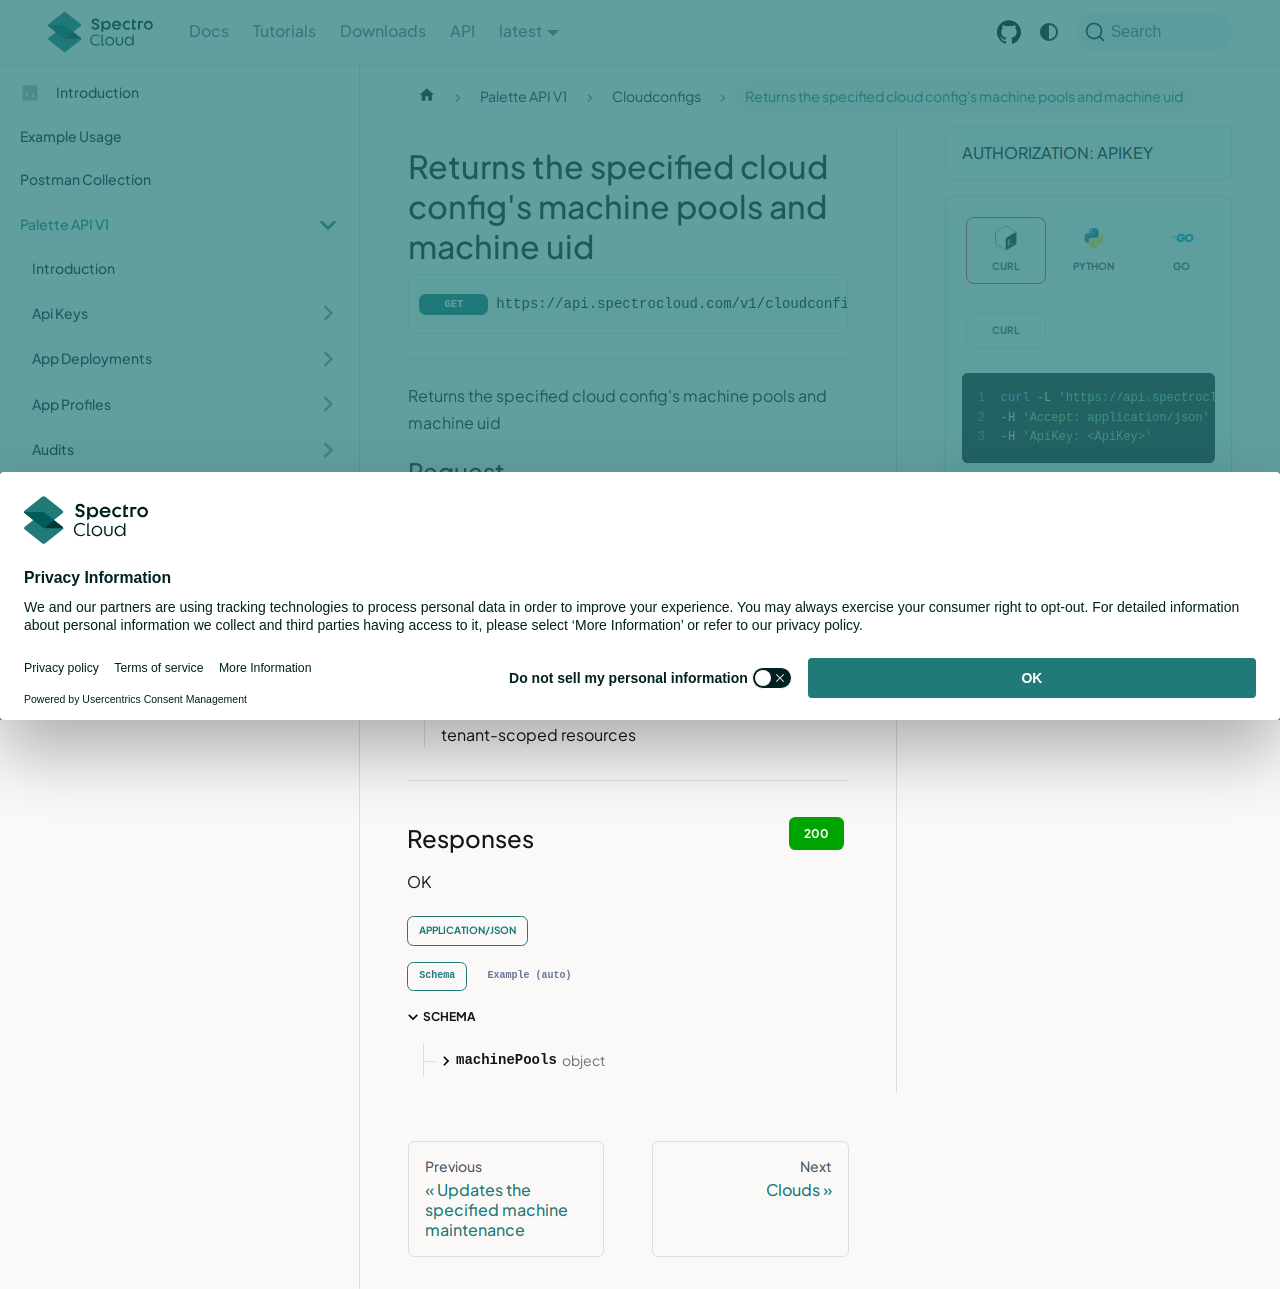 Spectro Cloud
Docs
Tutorials
Downloads
API
latest
Search
Introduction
Example Usage
Postman Collection
Palette API V1
Introduction
Api Keys
App Deployments
App Profiles
Audits
Palette API V1
Cloudconfigs
Returns the specified cloud config's machine pools and machine uid
Returns the specified cloud
config's machine pools and
machine uid
GET
https://api.spectrocloud.com/v1/cloudconfi
Returns the specified cloud config's machine pools and
machine uid
Request
AUTHORIZATION: APIKEY
CURL
PYTHON
GO
CURL
1 curl -L 'https://api.spectrocl
2 -H 'Accept: application/json'
3 -H 'ApiKey: <ApiKey>'
Spectro
Cloud
Privacy Information
We and our partners are using tracking technologies to process personal data in order to improve your experience. You may always exercise your consumer right to opt-out. For detailed information
about personal information we collect and third parties having access to it, please select ‘More Information’ or refer to our privacy policy.
Privacy policy
Terms of service
More Information
Powered by Usercentrics Consent Management
Do not sell my personal information
OK
tenant-scoped resources
Responses
200
OK
APPLICATION/JSON
Schema
Example (auto)
SCHEMA
machinePools object
Previous
« Updates the
specified machine
maintenance
Next
Clouds »